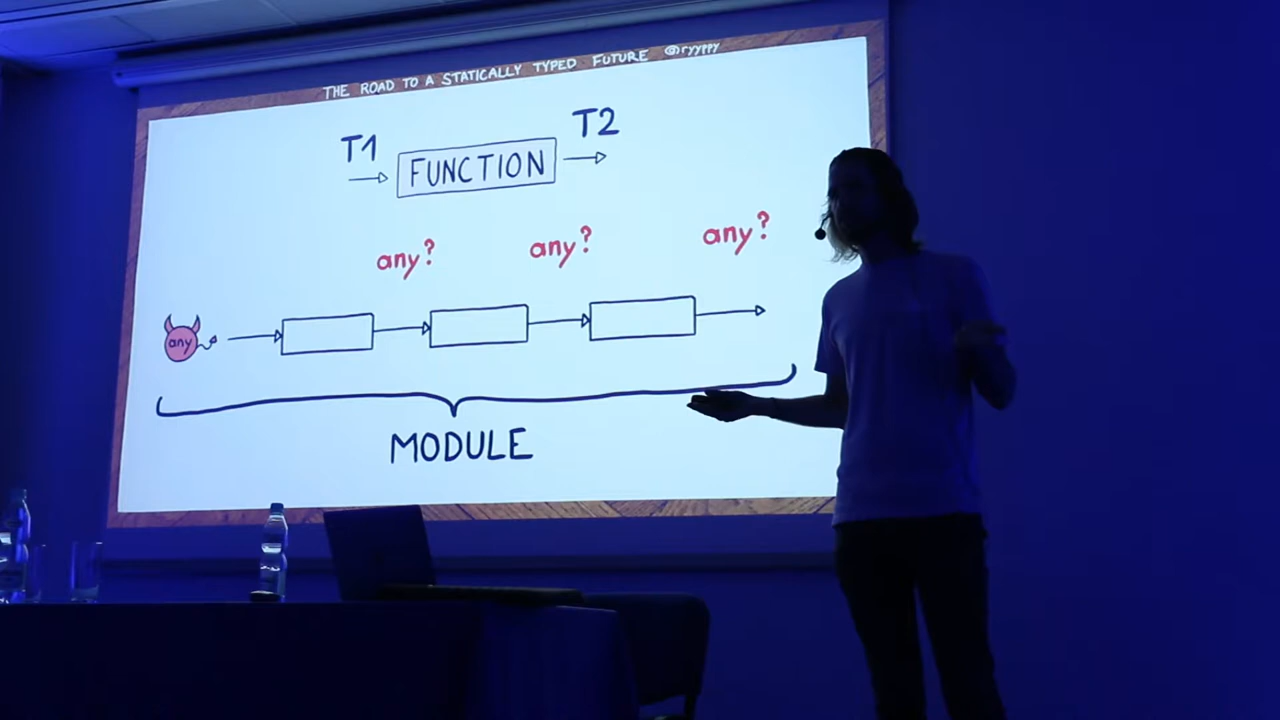 THE ROAD TO A STATICALLY TYPED FUTURE @ryyppy
T1
T2
FUNCTION
any?
any?
any?
any
MODULE